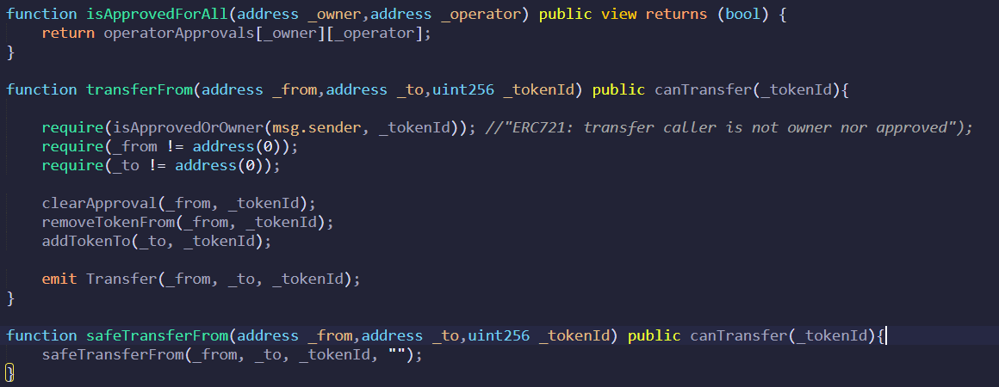 function isApprovedForAll(address _owner,address _operator) public view returns (bool) {
    return operatorApprovals[_owner][_operator];
}
function transferFrom(address _from,address _to,uint256 _tokenId) public canTransfer(_tokenId){
    require(isApprovedOrOwner(msg.sender, _tokenId)); //"ERC721: transfer caller is not owner nor approved");
    require(_from != address(0));
    require(_to != address(0));
    clearApproval(_from, _tokenId);
    removeTokenFrom(_from, _tokenId);
    addTokenTo(_to, _tokenId);
    emit Transfer(_from, _to, _tokenId);
}
function safeTransferFrom(address _from,address _to,uint256 _tokenId) public canTransfer(_tokenId){
    safeTransferFrom(_from, _to, _tokenId, "");
}